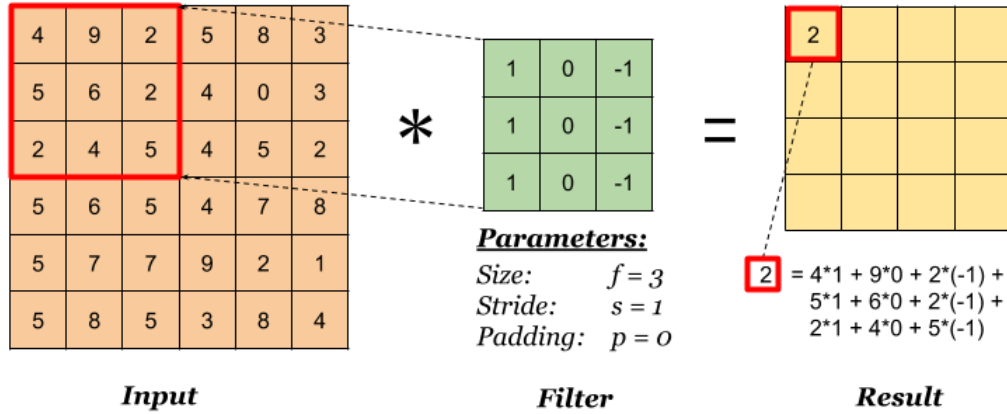 4 9 2 5 8 3
5 6 2 4 0 3
2 4 5 4 5 2
5 6 5 4 7 8
5 7 7 9 2 1
5 8 5 3 8 4
Input
*
1 0 -1
1 0 -1
1 0 -1
Parameters:
Size: f = 3
Stride: s = 1
Padding: p = 0
Filter
=
2
2 = 4*1 + 9*0 + 2*(-1) +
5*1 + 6*0 + 2*(-1) +
2*1 + 4*0 + 5*(-1)
Result